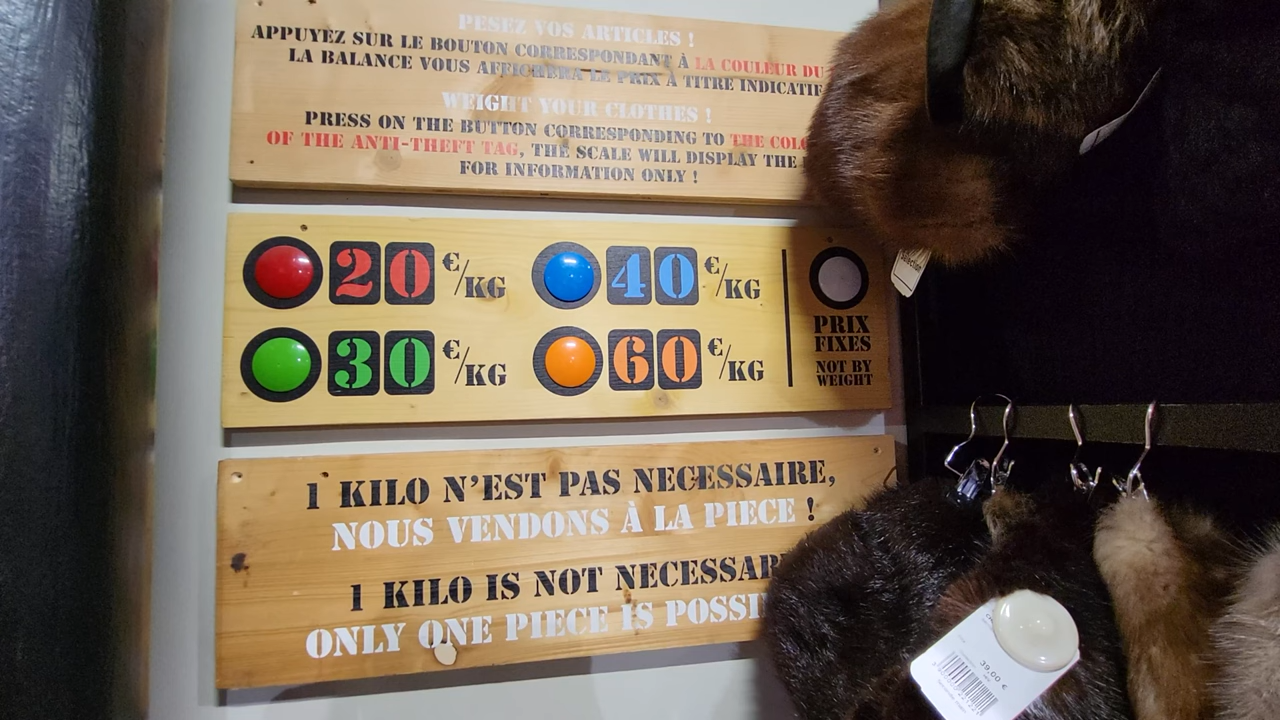 PESEZ VOS ARTICLES !
APPUYEZ SUR LE BOUTON CORRESPONDANT À LA COULEUR DU
LA BALANCE VOUS AFFICHERA LE PRIX À TITRE INDICATIF
WEIGHT YOUR CLOTHES !
PRESS ON THE BUTTON CORRESPONDING TO THE
OF THE ANTI-THEFT TAG, THE SCALE WILL DISPLAY THE
FOR INFORMATION ONLY !
20 €/KG
40 €/KG
30 €/KG
60 €/KG
PRIX
FIXES
NOT BY
WEIGHT
1 KILO N'EST PAS NECESSAIRE,
NOUS VENDONS À LA PIECE !
1 KILO IS NOT
ONLY ONE PIECE IS
39,00 €